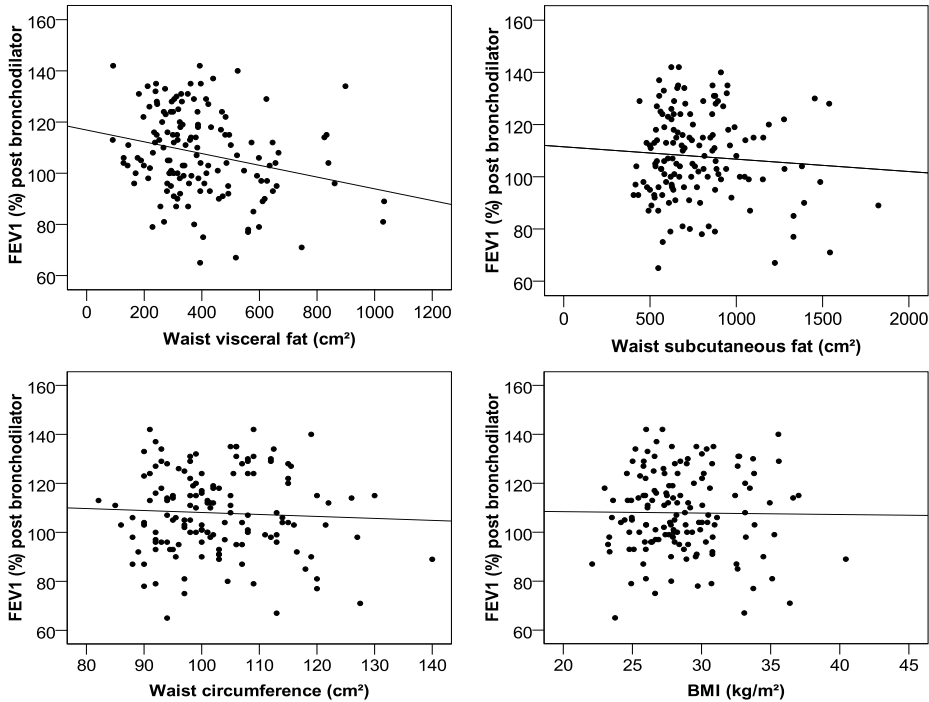 FEV1 (%) post bronchodilator
160
140
120
100
80
60
0 200 400 600 800 1000 1200
Waist visceral fat (cm²)
FEV1 (%) post bronchodilator
160
140
120
100
80
60
0 500 1000 1500 2000
Waist subcutaneous fat (cm²)
FEV1 (%) post bronchodilator
160
140
120
100
80
60
80 90 100 110 120 130 140
Waist circumference (cm²)
FEV1 (%) post bronchodilator
160
140
120
100
80
60
20 25 30 35 40 45
BMI (kg/m²)